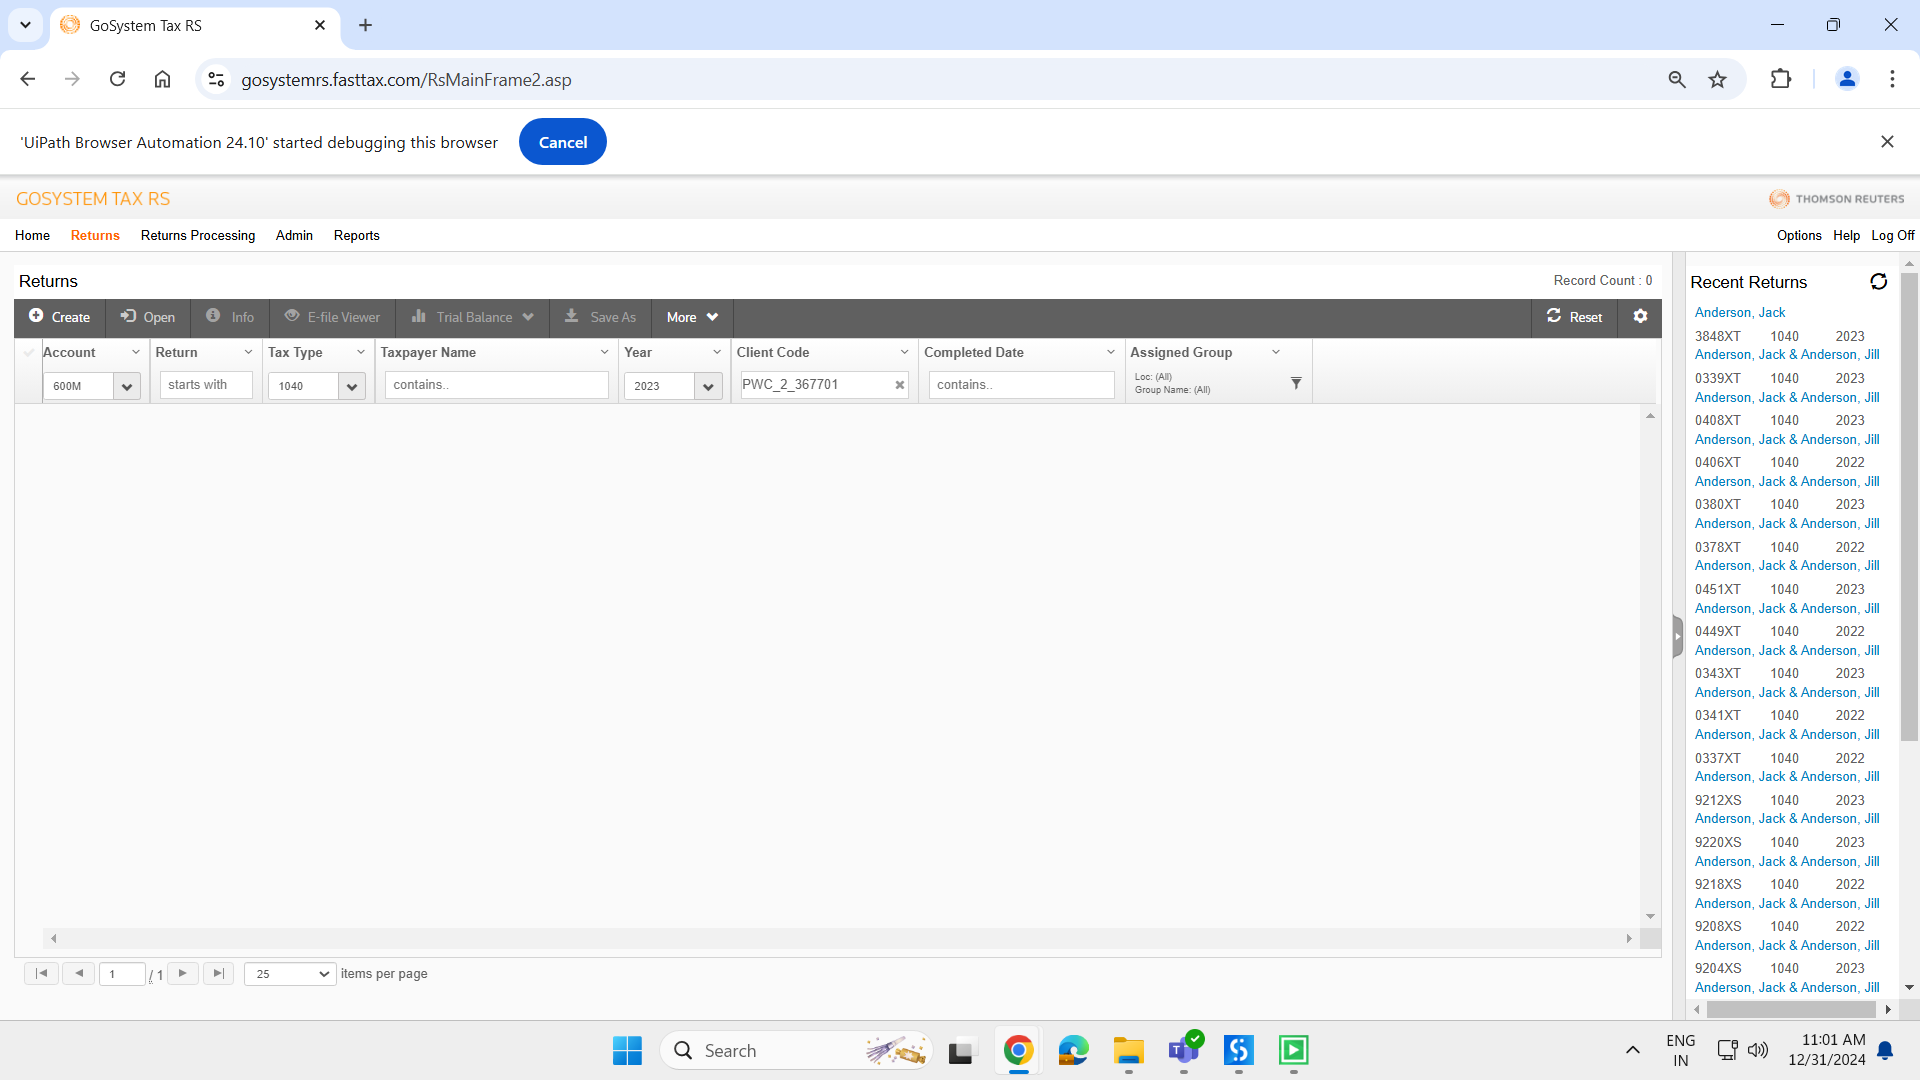 GoSystem Tax RS
gosystemrs.fasttax.com/RsMainFrame2.asp
'UiPath Browser Automation 24.10' started debugging this browser Cancel
GOSYSTEM TAX RS THOMSON REUTERS
Home Returns Returns Processing Admin Reports Options Help Log Off
Returns Record Count : 0
Create Open Info E-file Viewer Trial Balance Save As More Reset
Account Return Tax Type Taxpayer Name Year Client Code Completed Date Assigned Group
600M starts with 1040 contains.. 2023 PWC_2_367701 contains.. Loc: (All)
Group Name: (All)
1 / 1 25 items per page
Recent Returns
Anderson, Jack
3848XT 1040 2023
Anderson, Jack & Anderson, Jill
0339XT 1040 2023
Anderson, Jack & Anderson, Jill
0408XT 1040 2023
Anderson, Jack & Anderson, Jill
0406XT 1040 2022
Anderson, Jack & Anderson, Jill
0380XT 1040 2023
Anderson, Jack & Anderson, Jill
0378XT 1040 2022
Anderson, Jack & Anderson, Jill
0451XT 1040 2023
Anderson, Jack & Anderson, Jill
0449XT 1040 2022
Anderson, Jack & Anderson, Jill
0343XT 1040 2023
Anderson, Jack & Anderson, Jill
0341XT 1040 2022
Anderson, Jack & Anderson, Jill
0337XT 1040 2022
Anderson, Jack & Anderson, Jill
9212XS 1040 2023
Anderson, Jack & Anderson, Jill
9220XS 1040 2023
Anderson, Jack & Anderson, Jill
9218XS 1040 2022
Anderson, Jack & Anderson, Jill
9208XS 1040 2022
Anderson, Jack & Anderson, Jill
9204XS 1040 2023
Anderson, Jack & Anderson, Jill
Search
ENG
IN
11:01 AM
12/31/2024